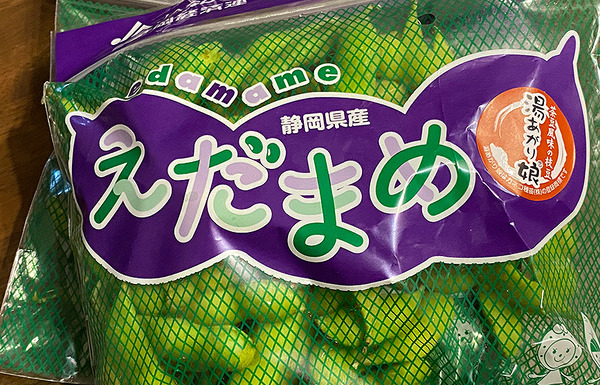 edamame
静岡県産
えだまめ
茶豆風味の枝豆
湯あがり娘